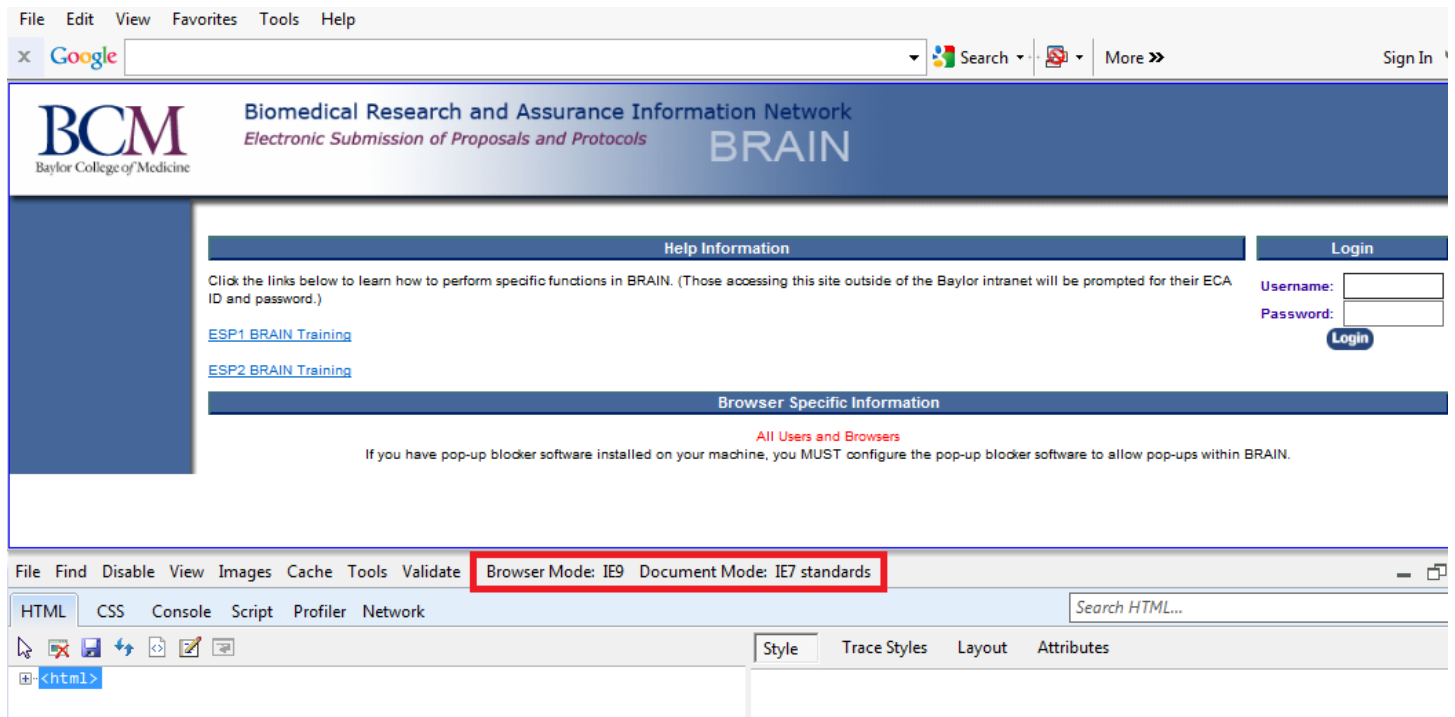 File Edit View Favorites Tools Help
x Google Search More »  Sign In
BCM
Baylor College of Medicine
Biomedical Research and Assurance Information Network
Electronic Submission of Proposals and Protocols
BRAIN
Help Information
Click the links below to learn how to perform specific functions in BRAIN. (Those accessing this site outside of the Baylor intranet will be prompted for their ECA
ID and password.)
ESP1 BRAIN Training
ESP2 BRAIN Training
Login
Username:
Password:
Login
Browser Specific Information
All Users and Browsers
If you have pop-up blocker software installed on your machine, you MUST configure the pop-up blocker software to allow pop-ups within BRAIN.
File Find Disable View Images Cache Tools Validate Browser Mode: IE9 Document Mode: IE7 standards
HTML CSS Console Script Profiler Network Search HTML...
Style Trace Styles Layout Attributes
<html>